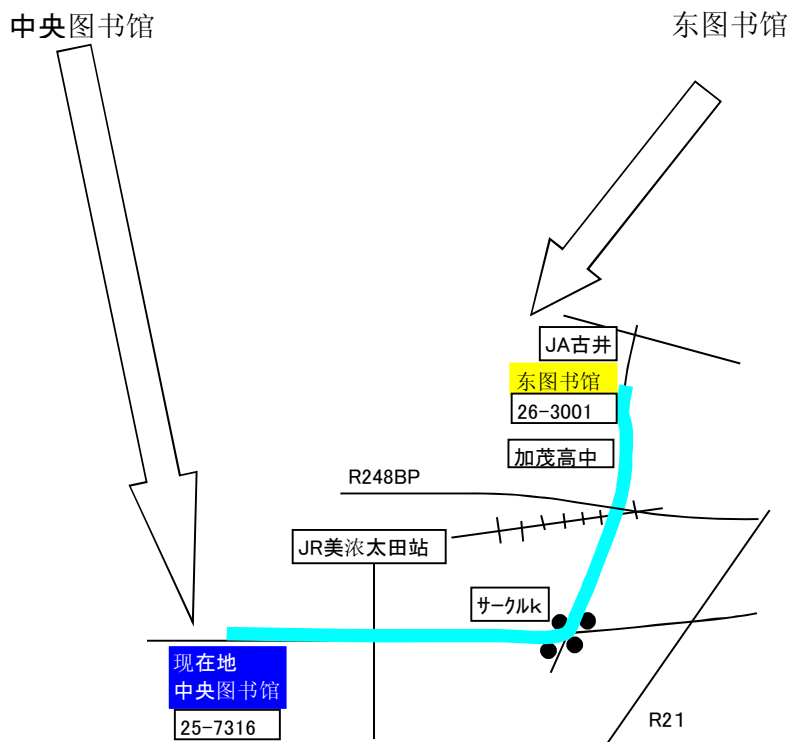 中央图书馆
东图书馆
JA古井
东图书馆
26-3001
加茂高中
R248BP
JR美浓太田站
ｻｰｸﾙk
现在地
中央图书馆
25-7316
R21